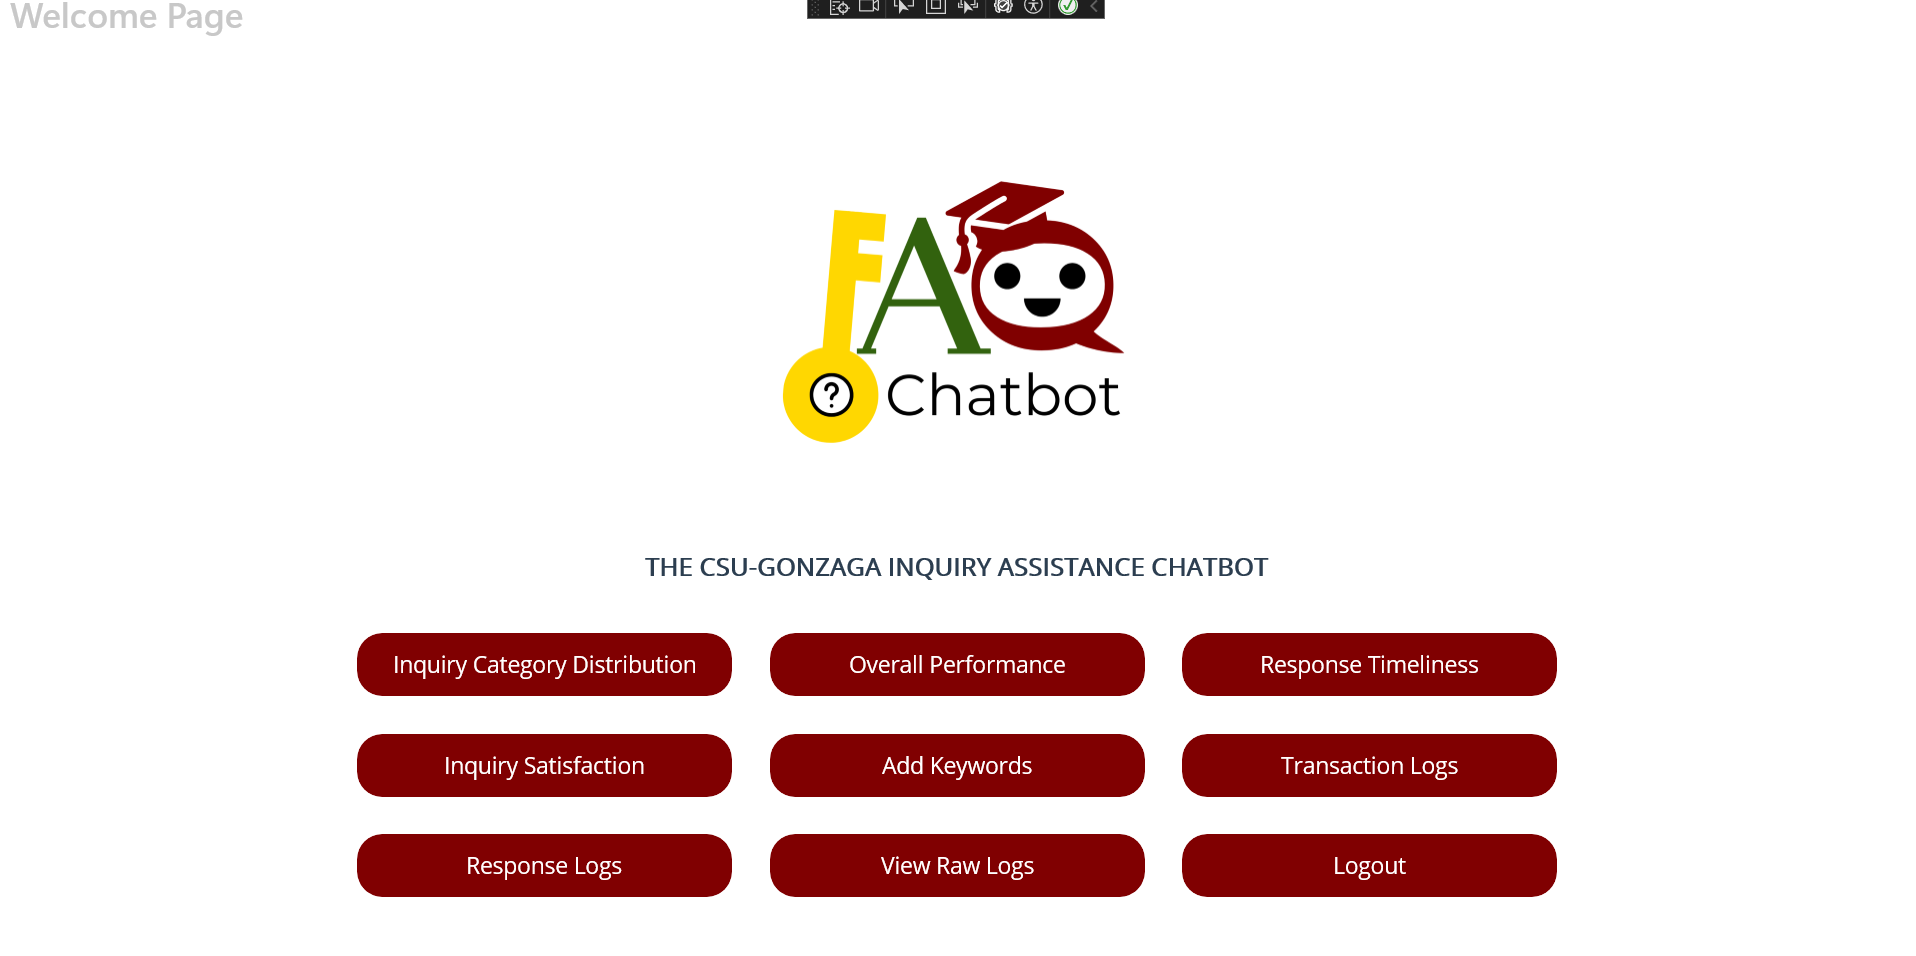 Welcome Page
FAQ
? Chatbot
THE CSU-GONZAGA INQUIRY ASSISTANCE CHATBOT
Inquiry Category Distribution
Overall Performance
Response Timeliness
Inquiry Satisfaction
Add Keywords
Transaction Logs
Response Logs
View Raw Logs
Logout